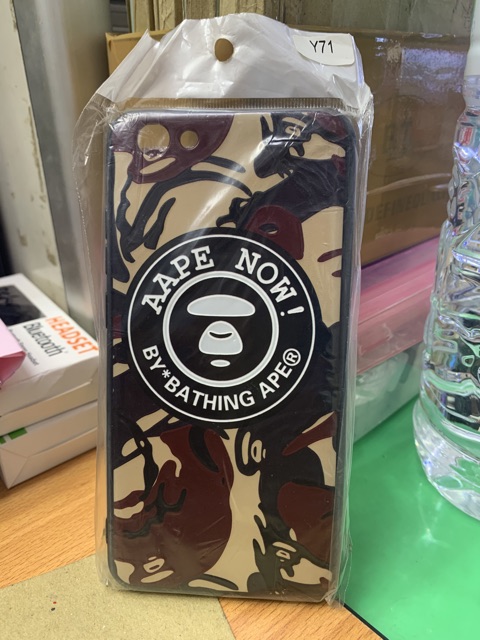 Y71
AAPE NOW!
BY*BATHING APE®
HEADSET
Bluetooth